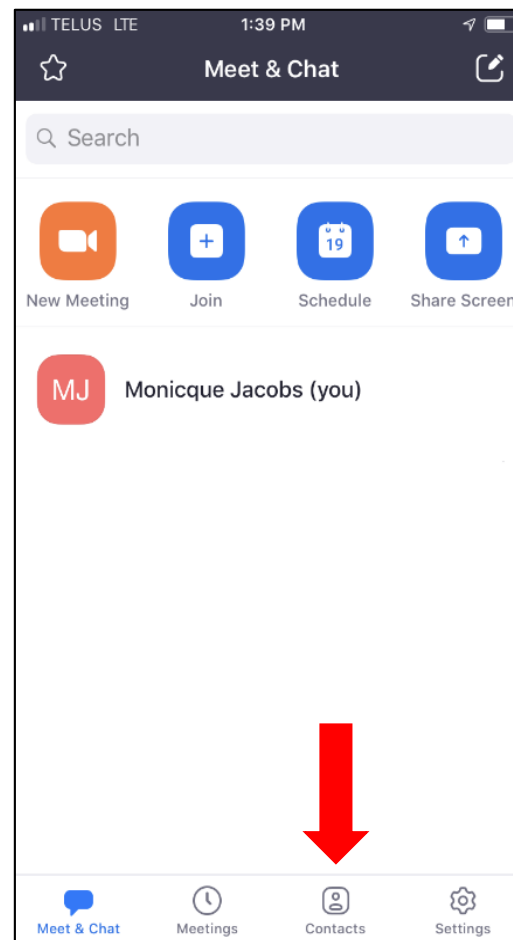 TELUS LTE 1:39 PM
Meet & Chat
Search
19
New Meeting Join Schedule Share Screen
MJ Monicque Jacobs (you)
Meet & Chat Meetings Contacts Settings